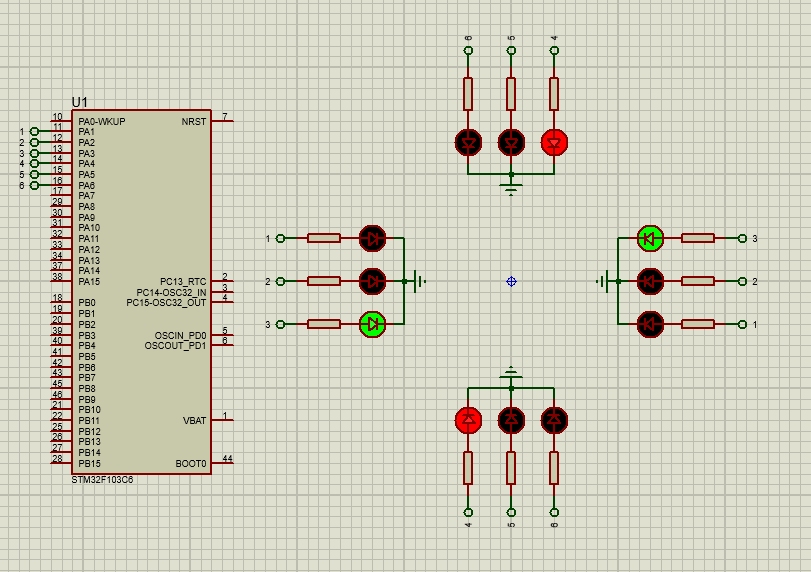 U1
10 PA0-WKUP NRST 7
1 11 PA1
2 12 PA2
3 13 PA3
4 14 PA4
5 15 PA5
6 16 PA6
17 PA7
29 PA8
30 PA9
31 PA10
32 PA11
33 PA12
34 PA13
37 PA14
38 PA15 PC13_RTC 2
PC14-OSC32_IN 3
18 PB0 PC15-OSC32_OUT 4
19 PB1
20 PB2
39 PB3 OSCIN_PD0 5
40 PB4 OSCOUT_PD1 6
41 PB5
42 PB6
43 PB7
45 PB8
46 PB9
21 PB10
22 PB11 VBAT 1
25 PB12
26 PB13
27 PB14
28 PB15 BOOT0 44
STM32F103C6
6 5 4
1
2
3
3
2
1
4 5 6